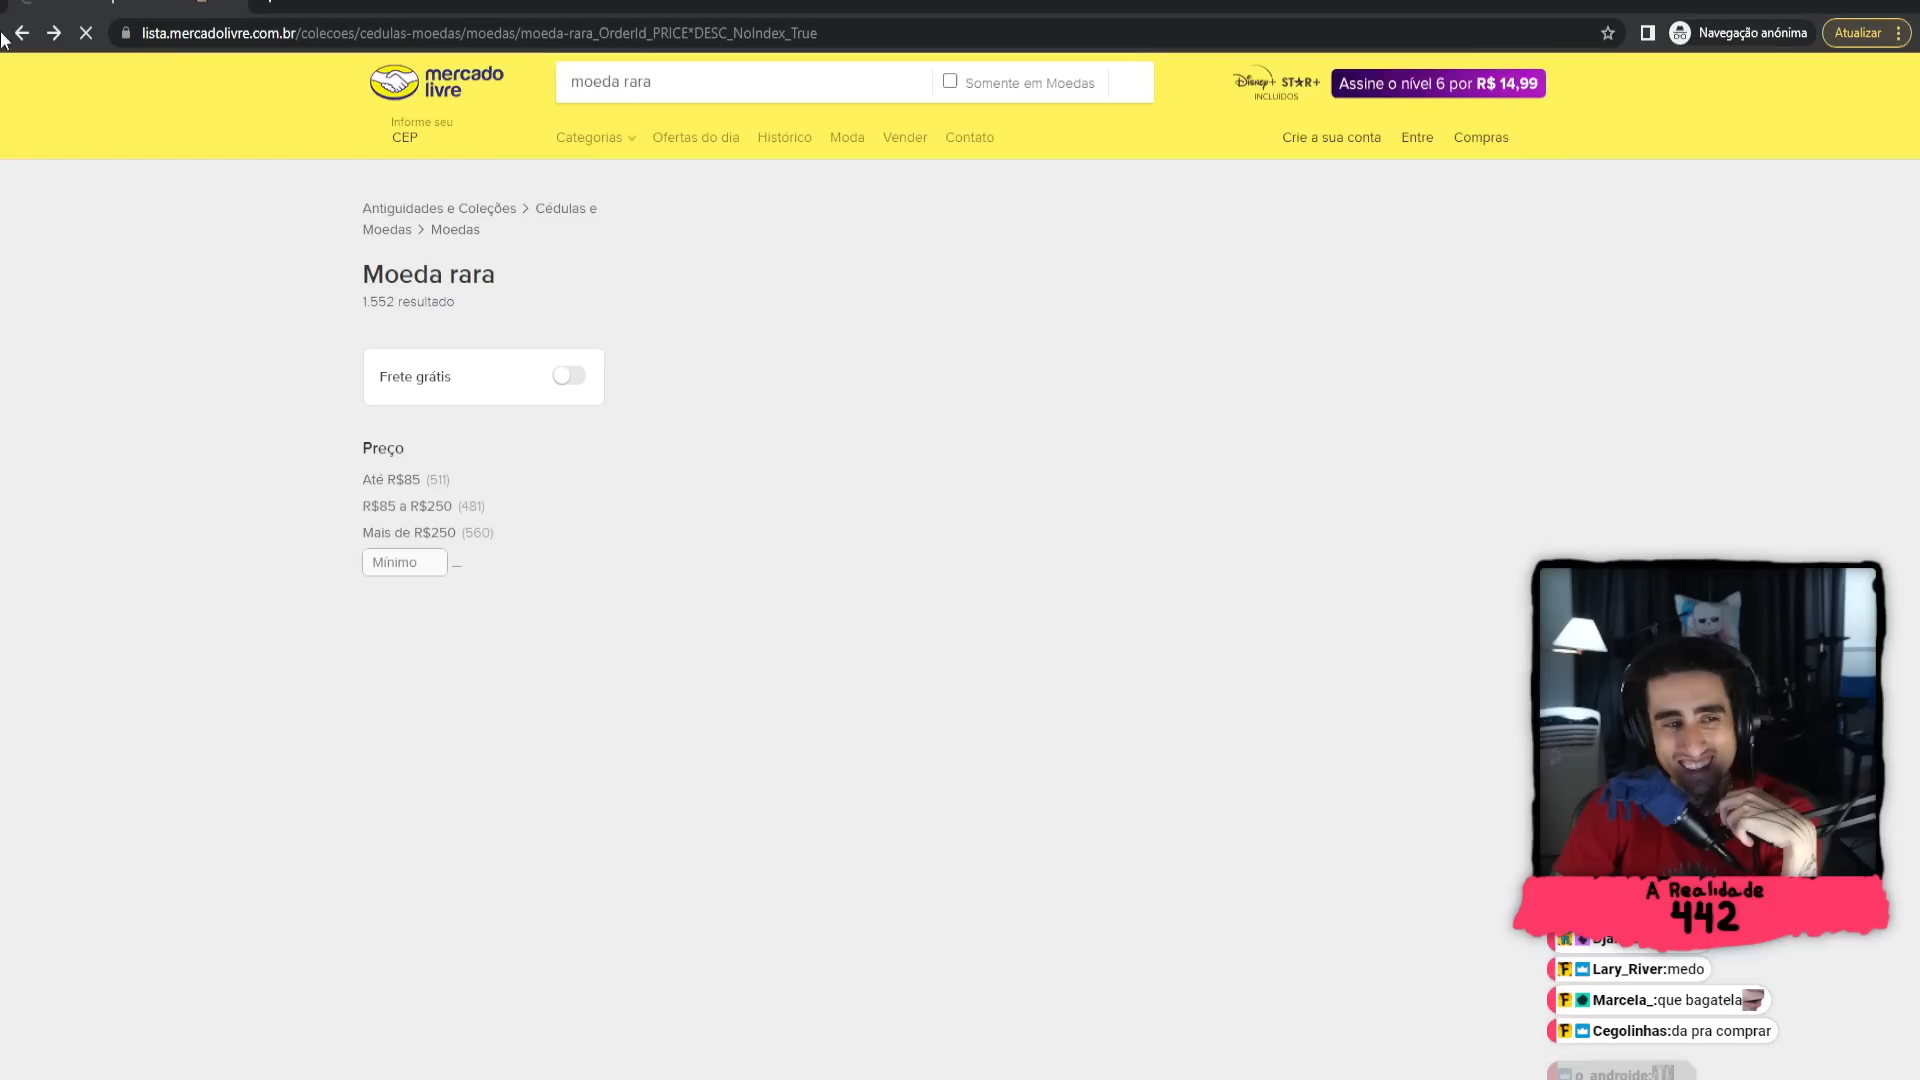 lista.mercadolivre.com.br/colecoes/cedulas-moedas/moedas/moeda-rara_OrderId_PRICE*DESC_NoIndex_True
Navegação anónima
Atualizar
mercado
livre
moeda rara
Somente em Moedas
Disney+ STAR+
INCLUÍDOS
Assine o nível 6 por R$ 14,99
Informe seu
CEP
Categorias
Ofertas do dia
Histórico
Moda
Vender
Contato
Crie a sua conta
Entre
Compras
Antiguidades e Coleções > Cédulas e
Moedas > Moedas
Moeda rara
1.552 resultado
Frete grátis
Preço
Até R$85 (511)
R$85 a R$250 (481)
Mais de R$250 (560)
Mínimo
—
A Realidade
442
Lary_River:medo
Marcela_:que bagatela
Cegolinhas:da pra comprar
o_androide: